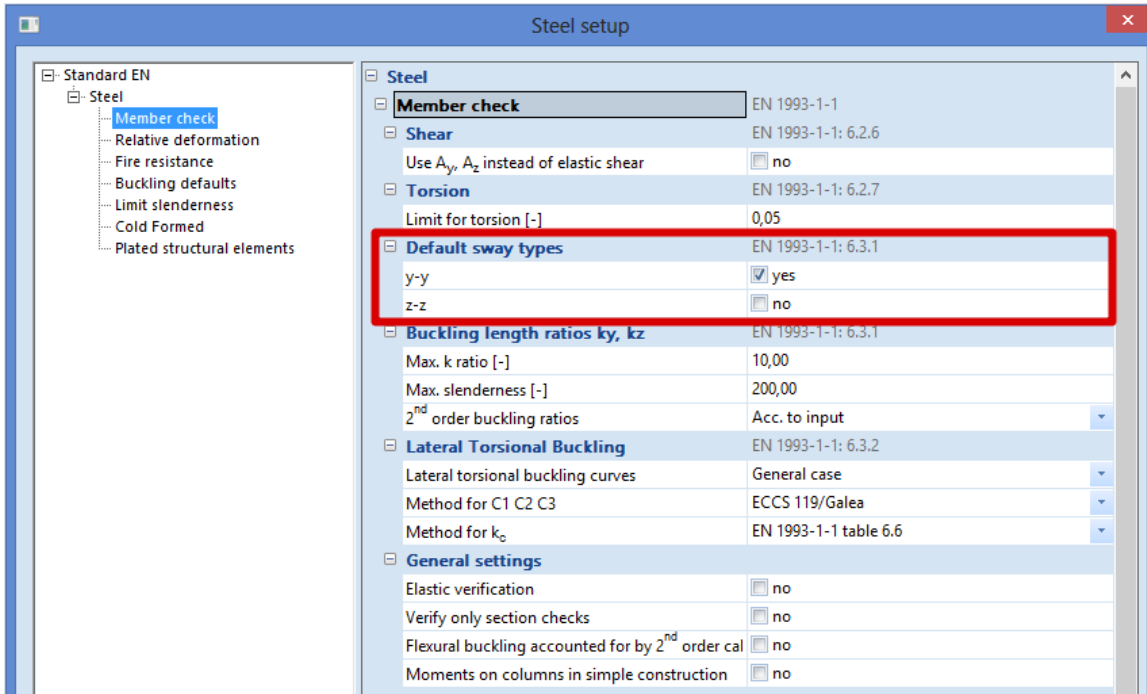 Steel setup
Standard EN
Steel
Member check
Relative deformation
Fire resistance
Buckling defaults
Limit slenderness
Cold Formed
Plated structural elements
Steel
Member check EN 1993-1-1
Shear EN 1993-1-1: 6.2.6
Use Ay, Az instead of elastic shear no
Torsion EN 1993-1-1: 6.2.7
Limit for torsion [-] 0,05
Default sway types EN 1993-1-1: 6.3.1
y-y yes
z-z no
Buckling length ratios ky, kz EN 1993-1-1: 6.3.1
Max. k ratio [-] 10,00
Max. slenderness [-] 200,00
2nd order buckling ratios Acc. to input
Lateral Torsional Buckling EN 1993-1-1: 6.3.2
Lateral torsional buckling curves General case
Method for C1 C2 C3 ECCS 119/Galea
Method for kc EN 1993-1-1 table 6.6
General settings
Elastic verification no
Verify only section checks no
Flexural buckling accounted for by 2nd order cal no
Moments on columns in simple construction no